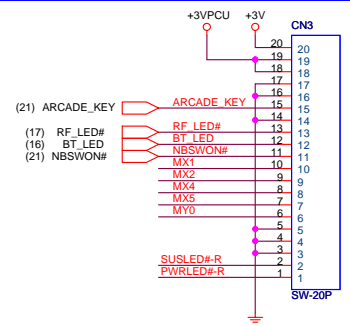 +3VPCU +3V
CN3
20 20
19 19
18 18
17 17
16 16
(21) ARCADE_KEY ARCADE_KEY 15 15
14 14
(17) RF_LED# RF_LED# 13 13
(16) BT_LED BT_LED 12 12
(21) NBSWON# NBSWON# 11 11
MX1 10 10
MX2 9 9
MX4 8 8
MX5 7 7
MY0 6 6
5 5
4 4
3 3
SUSLED#-R 2 2
PWRLED#-R 1 1
SW-20P